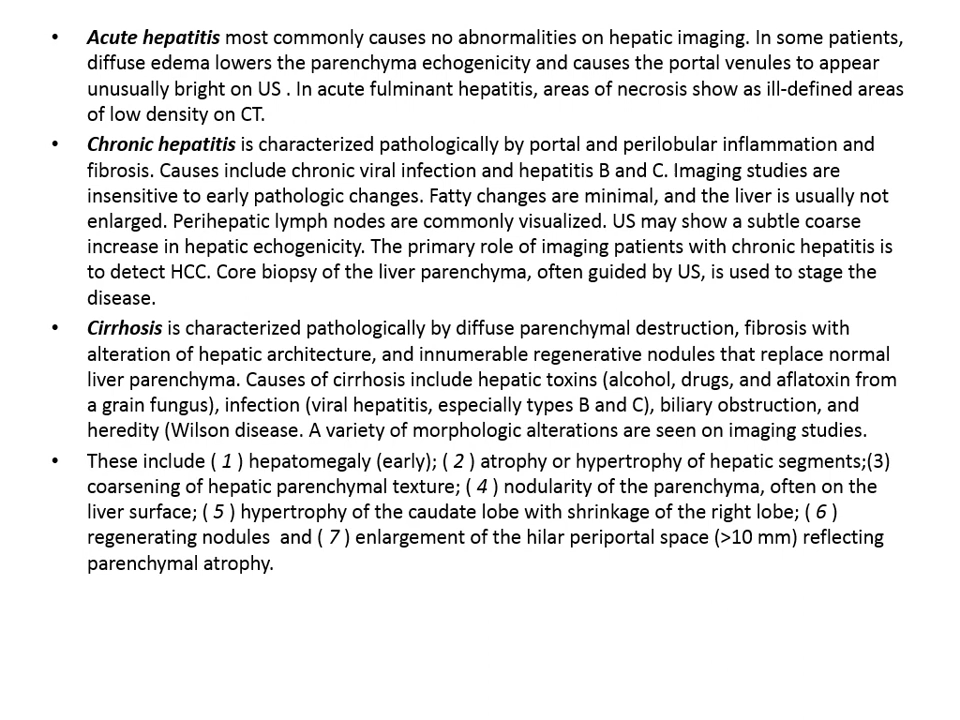 • Acute hepatitis most commonly causes no abnormalities on hepatic imaging. In some patients,
diffuse edema lowers the parenchyma echogenicity and causes the portal venules to appear
unusually bright on US . In acute fulminant hepatitis, areas of necrosis show as ill-defined areas
of low density on CT.
• Chronic hepatitis is characterized pathologically by portal and perilobular inflammation and
fibrosis. Causes include chronic viral infection and hepatitis B and C. Imaging studies are
insensitive to early pathologic changes. Fatty changes are minimal, and the liver is usually not
enlarged. Perihepatic lymph nodes are commonly visualized. US may show a subtle coarse
increase in hepatic echogenicity. The primary role of imaging patients with chronic hepatitis is
to detect HCC. Core biopsy of the liver parenchyma, often guided by US, is used to stage the
disease.
• Cirrhosis is characterized pathologically by diffuse parenchymal destruction, fibrosis with
alteration of hepatic architecture, and innumerable regenerative nodules that replace normal
liver parenchyma. Causes of cirrhosis include hepatic toxins (alcohol, drugs, and aflatoxin from
a grain fungus), infection (viral hepatitis, especially types B and C), biliary obstruction, and
heredity (Wilson disease. A variety of morphologic alterations are seen on imaging studies.
• These include ( 1 ) hepatomegaly (early); ( 2 ) atrophy or hypertrophy of hepatic segments;(3)
coarsening of hepatic parenchymal texture; ( 4 ) nodularity of the parenchyma, often on the
liver surface; ( 5 ) hypertrophy of the caudate lobe with shrinkage of the right lobe; ( 6 )
regenerating nodules and ( 7 ) enlargement of the hilar periportal space (>10 mm) reflecting
parenchymal atrophy.